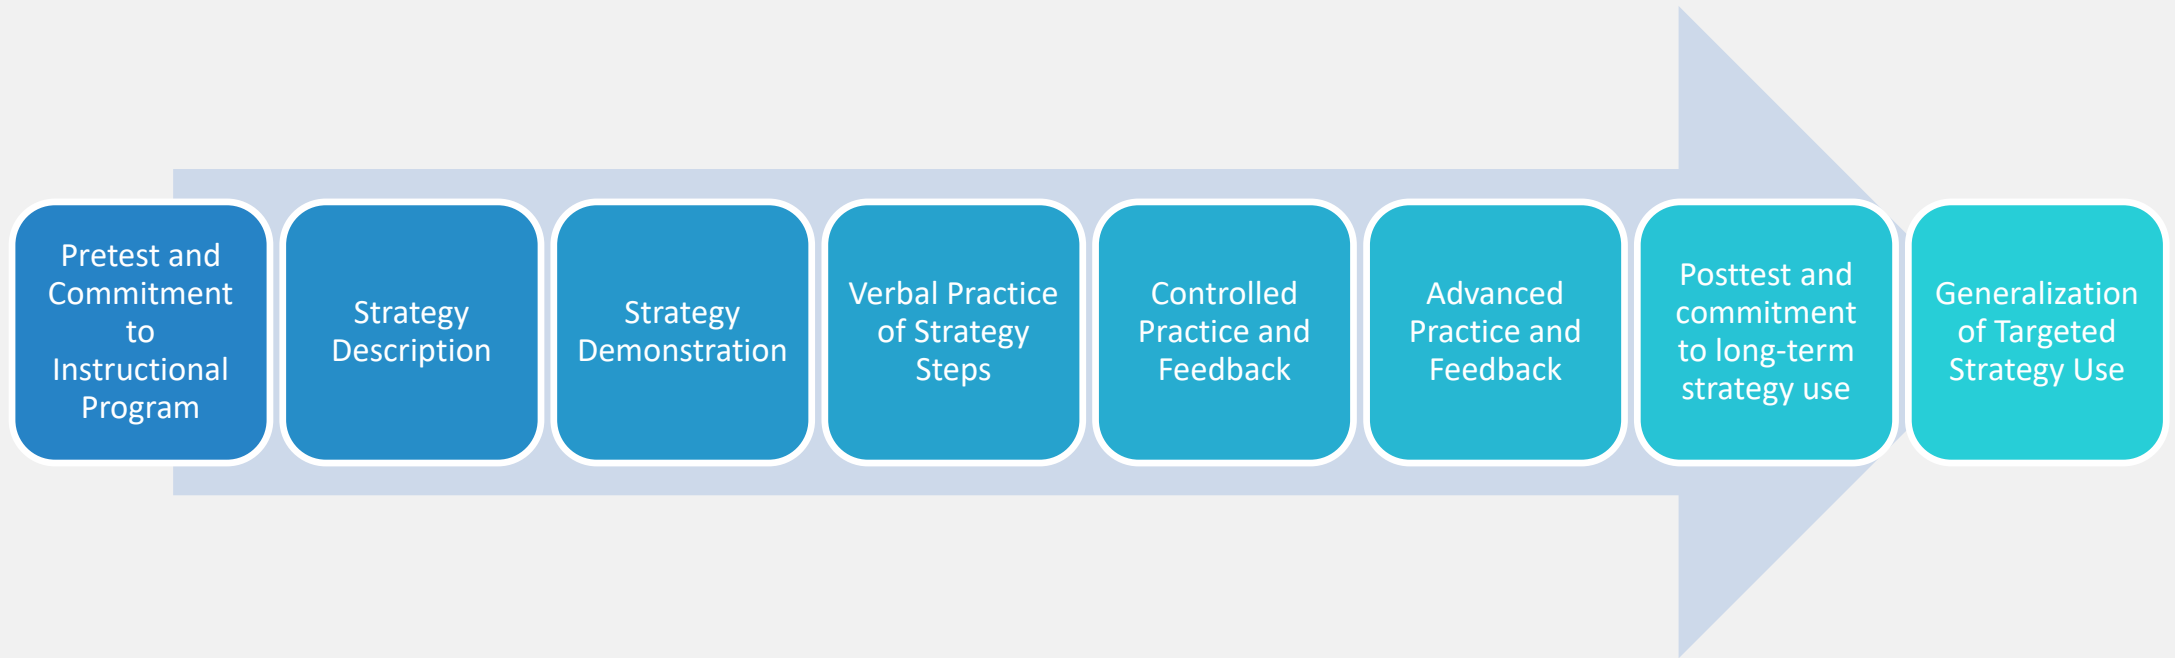 Pretest and
Commitment
to
Instructional
Program
Strategy
Description
Strategy
Demonstration
Verbal Practice
of Strategy
Steps
Controlled
Practice and
Feedback
Advanced
Practice and
Feedback
Posttest and
commitment
to long-term
strategy use
Generalization
of Targeted
Strategy Use